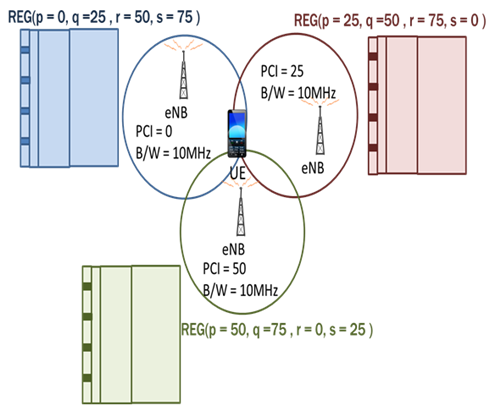 REG(p = 0, q =25 , r = 50, s = 75)
REG(p = 25, q =50 , r = 75, s = 0 )
PCI = 25
B/W = 10MHz
eNB
PCI = 0
B/W = 10MHz
eNB
UE
eNB
PCI = 50
B/W = 10MHz
REG(p = 50, q =75 , r = 0, s = 25 )